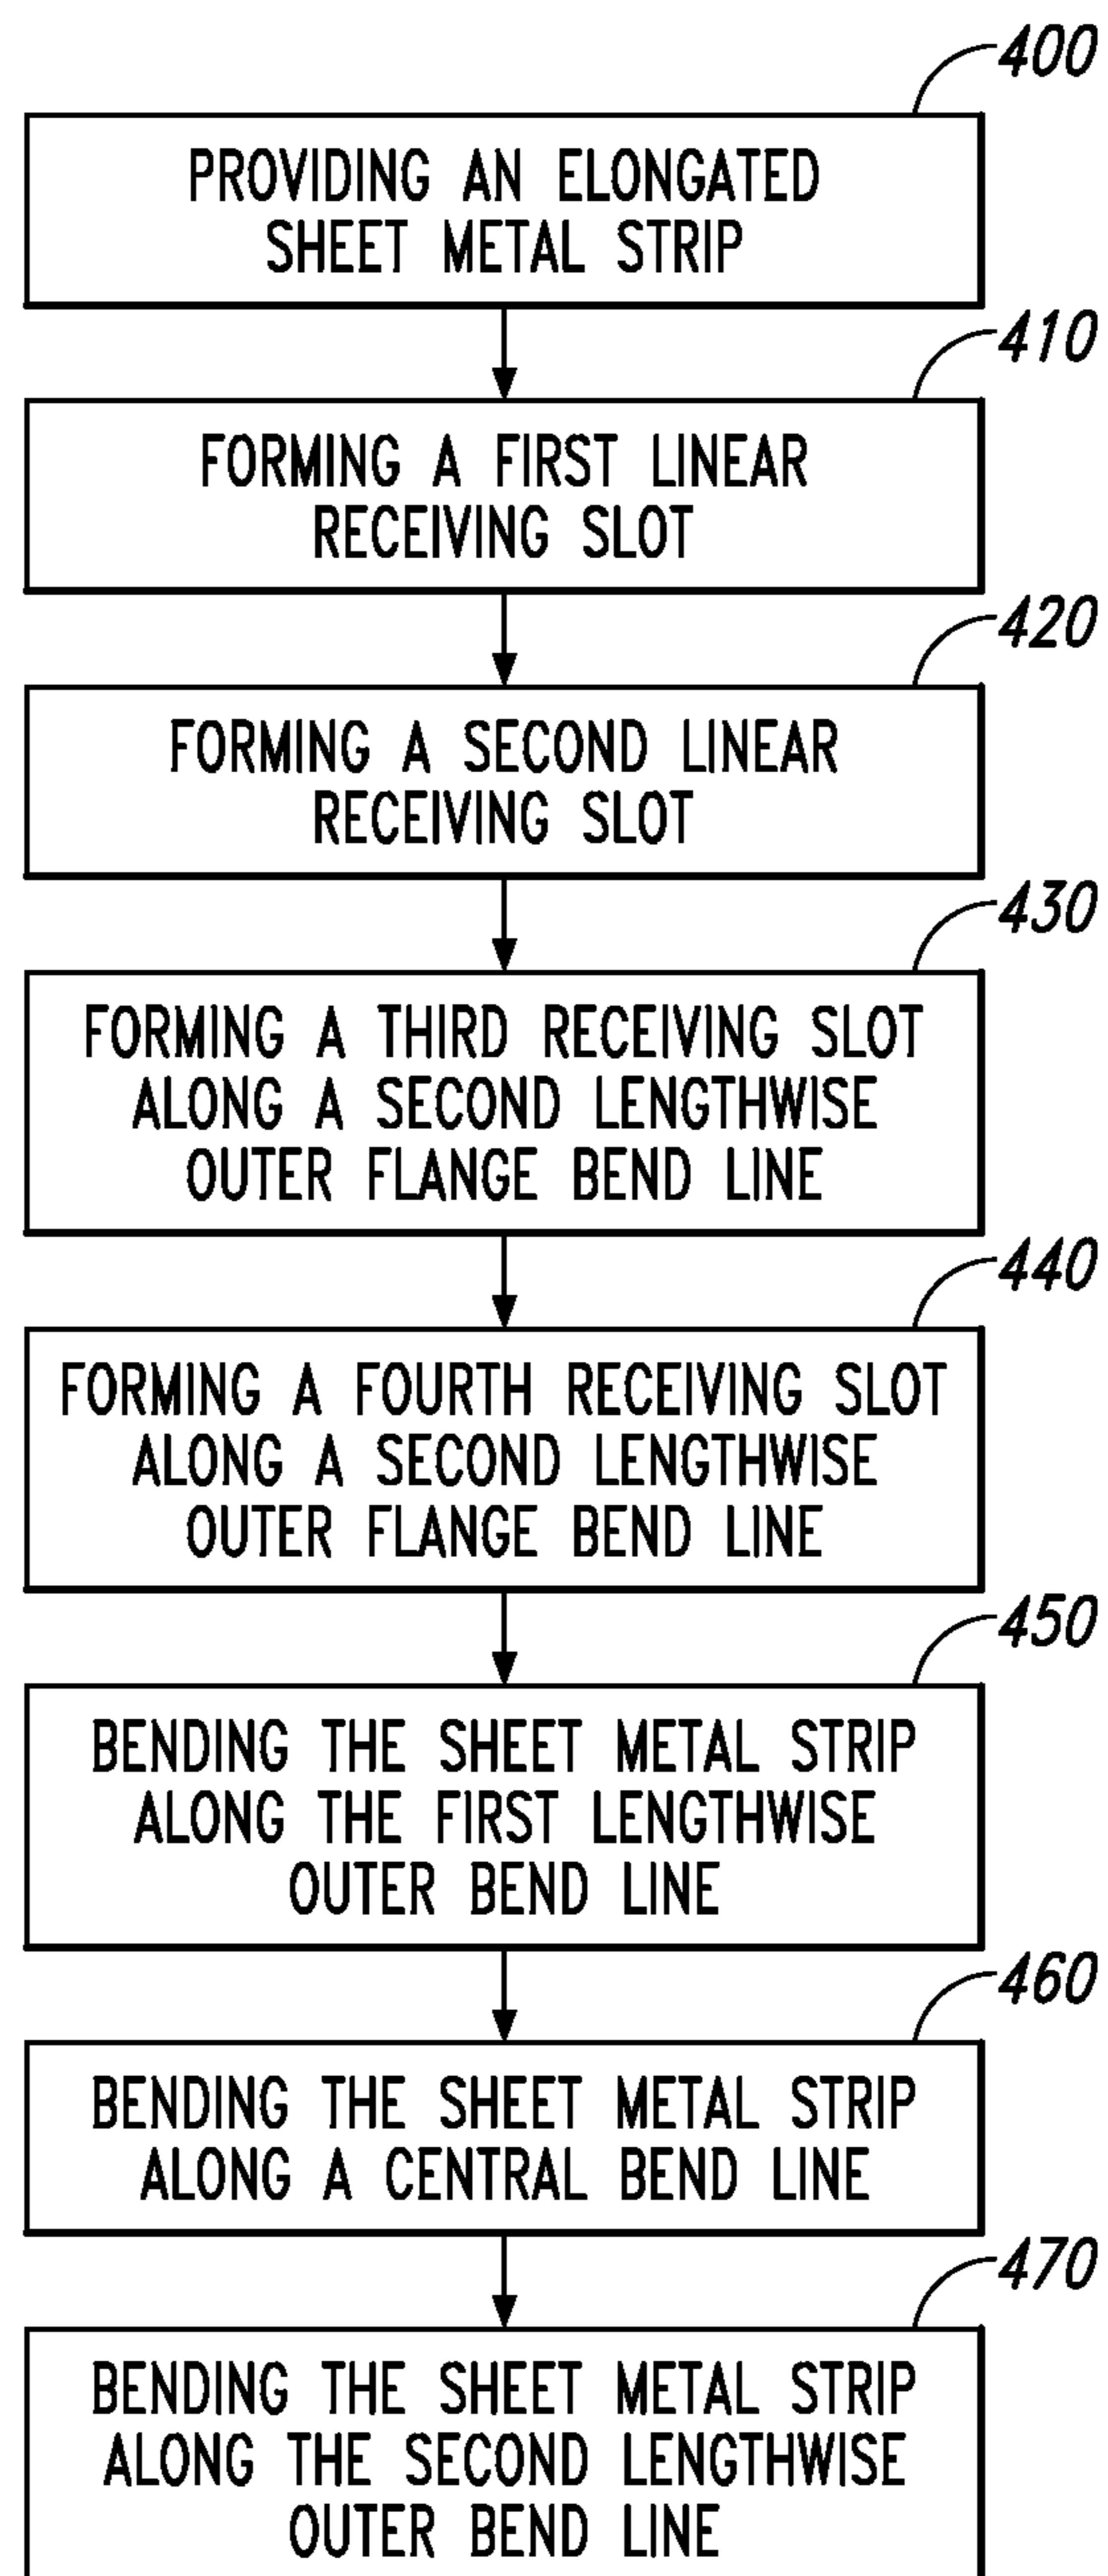 400
PROVIDING AN ELONGATED
SHEET METAL STRIP
410
FORMING A FIRST LINEAR
RECEIVING SLOT
420
FORMING A SECOND LINEAR
RECEIVING SLOT
430
FORMING A THIRD RECEIVING SLOT
ALONG A SECOND LENGTHWISE
OUTER FLANGE BEND LINE
440
FORMING A FOURTH RECEIVING SLOT
ALONG A SECOND LENGTHWISE
OUTER FLANGE BEND LINE
450
BENDING THE SHEET METAL STRIP
ALONG THE FIRST LENGTHWISE
OUTER BEND LINE
460
BENDING THE SHEET METAL STRIP
ALONG A CENTRAL BEND LINE
470
BENDING THE SHEET METAL STRIP
ALONG THE SECOND LENGTHWISE
OUTER BEND LINE